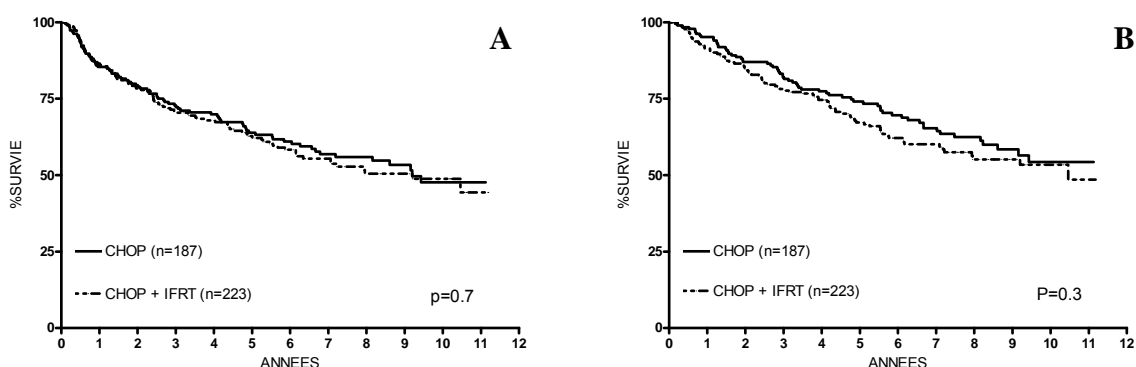 A
100
75
50
25
0
%SURVIE
CHOP (n=187)
CHOP + IFRT (n=223)
p=0.7
0 1 2 3 4 5 6 7 8 9 10 11 12
ANNEES
B
100
75
50
25
0
%SURVIE
CHOP (n=187)
CHOP + IFRT (n=223)
P=0.3
0 1 2 3 4 5 6 7 8 9 10 11 12
ANNEES